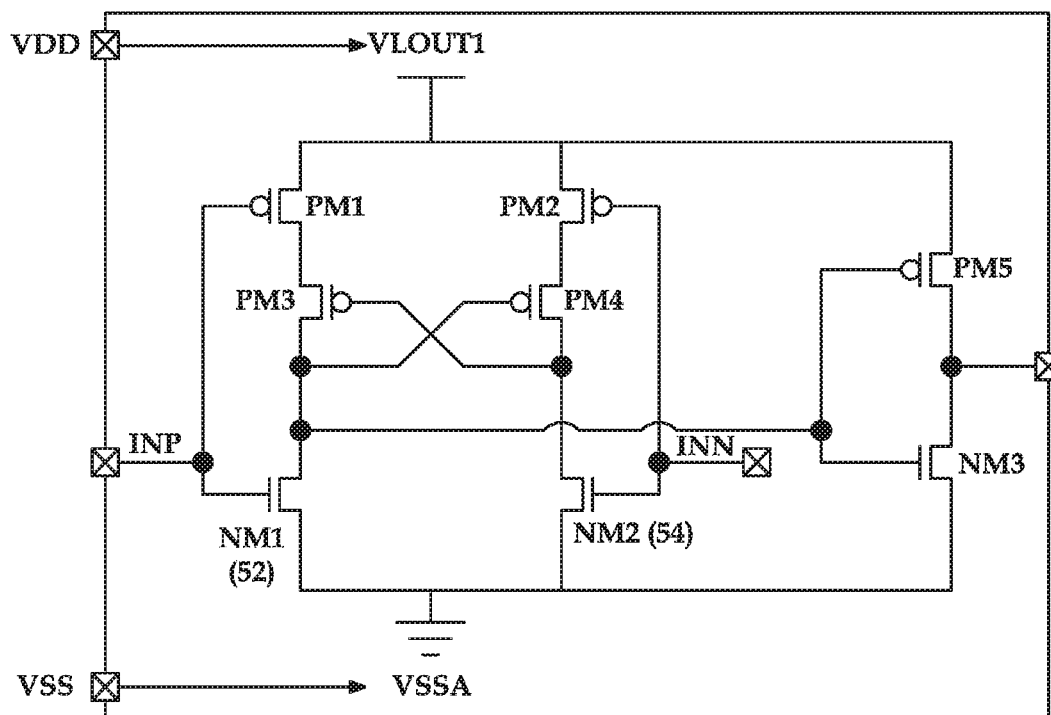 VDD
VLOUT1
PM1
PM2
PM5
PM3
PM4
INP
INN
NM3
NM1
(52)
NM2 (54)
VSS
VSSA